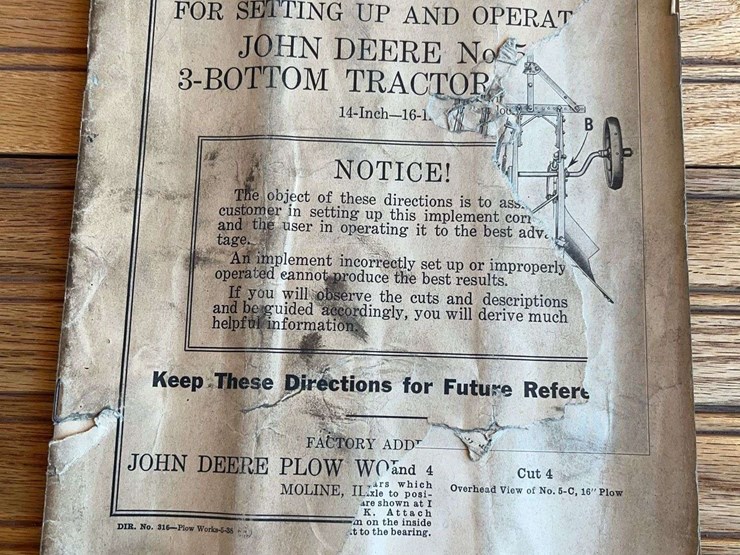 FOR SETTING UP AND OPERAT
JOHN DEERE No. 5
3-BOTTOM TRACTOR
14-Inch—16-I
B
NOTICE!
The object of these directions is to ass
customer in setting up this implement corr
and the user in operating it to the best adv
tage.
An implement incorrectly set up or improperly
operated cannot produce the best results.
If you will observe the cuts and descriptions
and be guided accordingly, you will derive much
helpful information.
Keep These Directions for Future Refere
FACTORY ADD
JOHN DEERE PLOW WO
MOLINE, IL
DIR. No. 316—Plow Works-5-36
and 4
ars which
xle to posi-
are shown at I
K. Attach
m on the inside
t to the bearing.
Cut 4
Overhead View of No. 5-C, 16" Plow